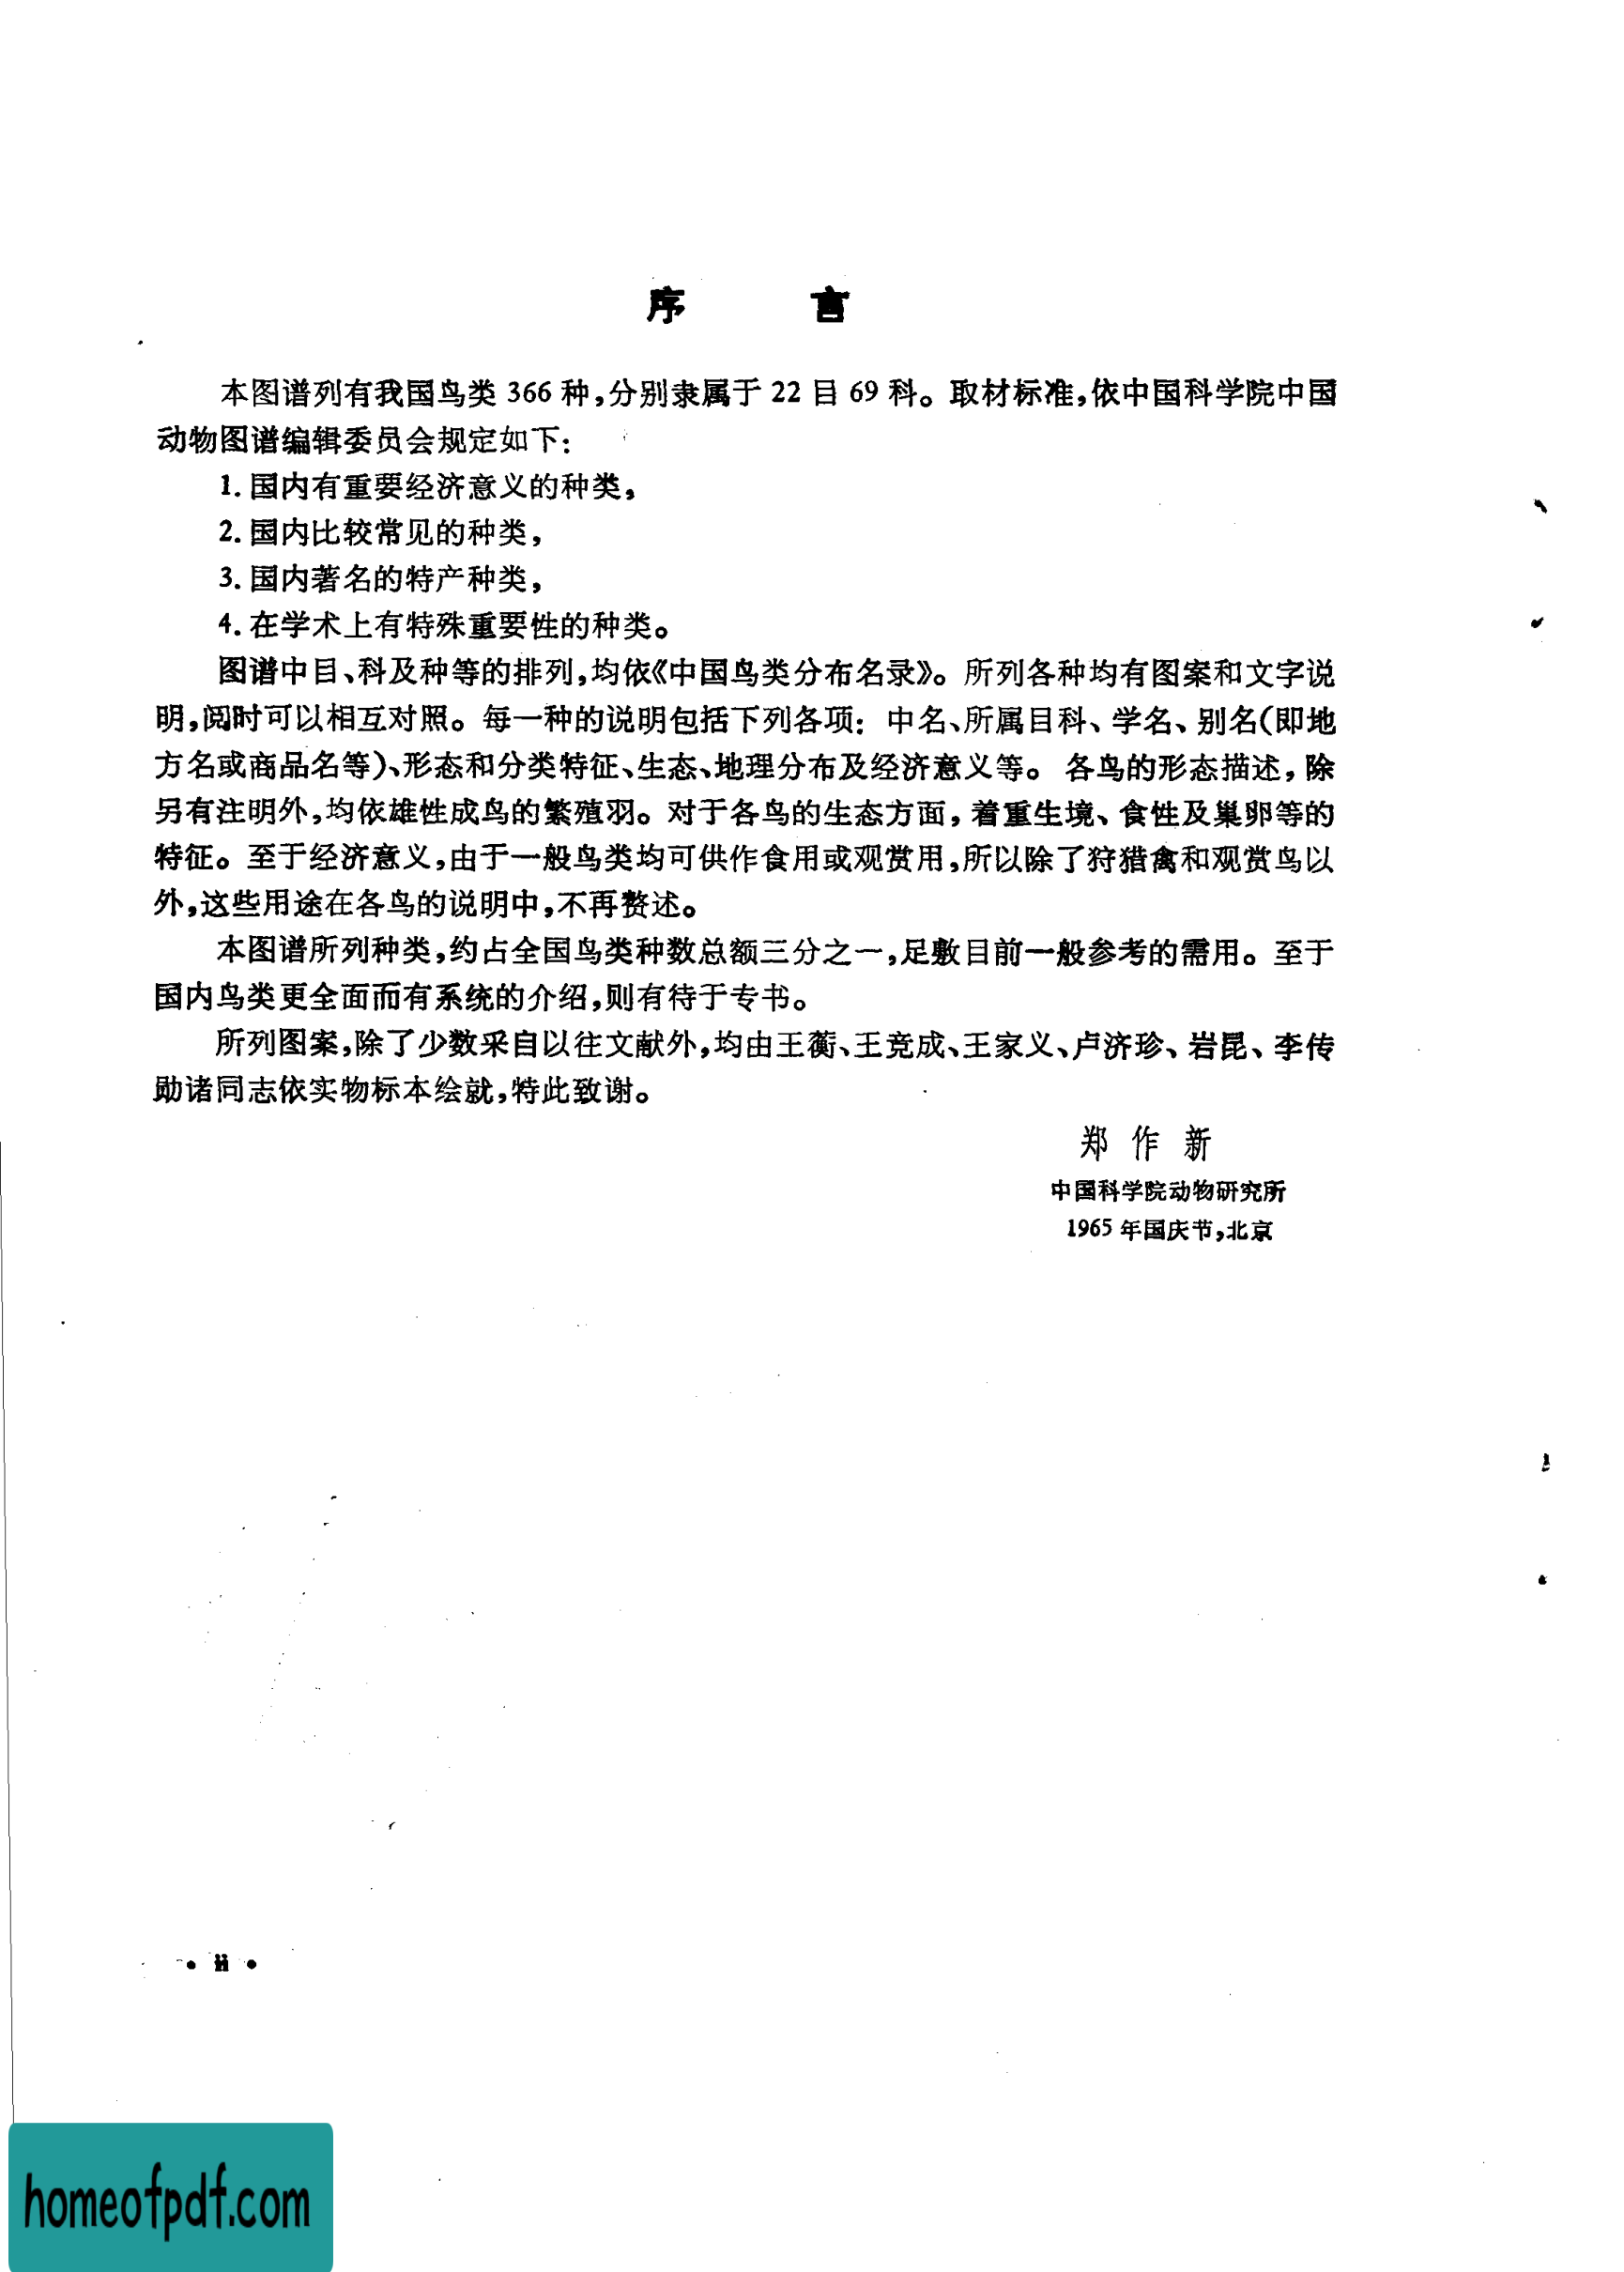 序 言
本图谱列有我国鸟类 366 种,分别隶属于 22 目 69 科。取材标准,依中国科学院中国
动物图谱编辑委员会规定如下:
1. 国内有重要经济意义的种类,
2. 国内比较常见的种类,
3. 国内著名的特产种类,
4. 在学术上有特殊重要性的种类。
图谱中目、科及种等的排列,均依《中国鸟类分布名录》。所列各种均有图案和文字说
明,阅时可以相互对照。每一种的说明包括下列各项: 中名、所属目科、学名、别名(即地
方名或商品名等)、形态和分类特征、生态、地理分布及经济意义等。 各鸟的形态描述,除
另有注明外,均依雄性成鸟的繁殖羽。对于各鸟的生态方面,着重生境、食性及巢卵等的
特征。至于经济意义,由于一般鸟类均可供作食用或观赏用,所以除了狩猎禽和观赏鸟以
外,这些用途在各鸟的说明中,不再赘述。
本图谱所列种类,约占全国鸟类种数总额三分之一,足敷目前一般参考的需用。至于
国内鸟类更全面而有系统的介绍,则有待于专书。
所列图案,除了少数采自以往文献外,均由王蘅、王竞成、王家义、卢济珍、岩昆、李传
勋诸同志依实物标本绘就,特此致谢。
郑 作 新
中国科学院动物研究所
1965 年国庆节,北京
• ii •
homeofpdf.com